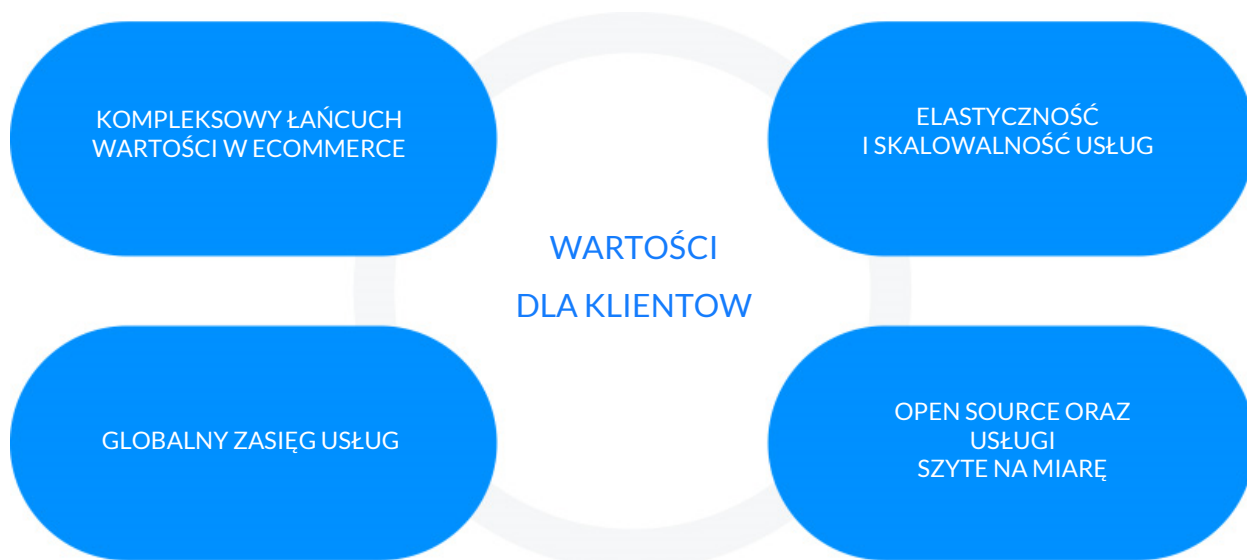 KOMPLEKSOWY ŁAŃCUCH
WARTOŚCI W ECOMMERCE
ELASTYCZNOŚĆ
I SKALOWALNOŚĆ USŁUG
WARTOŚCI
DLA KLIENTOW
GLOBALNY ZASIĘG USŁUG
OPEN SOURCE ORAZ
USŁUGI
SZYTE NA MIARĘ